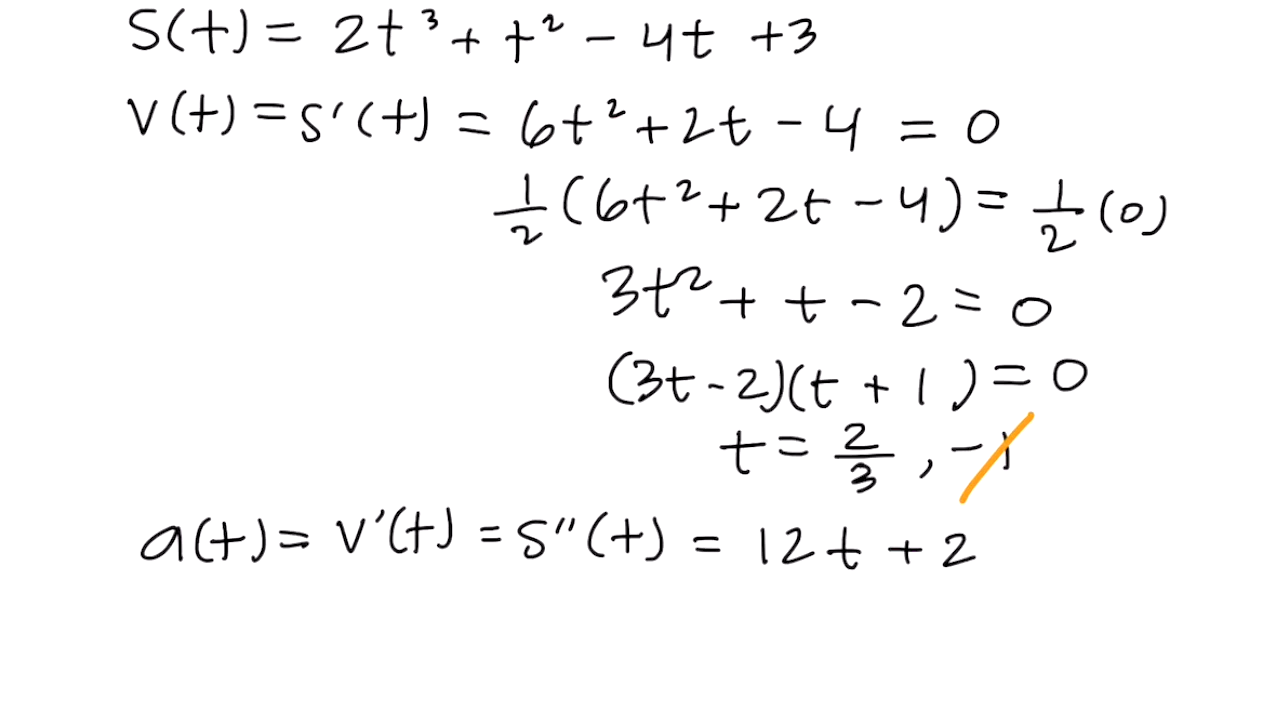 S(t) = 2t³ + t² - 4t + 3
V(t) = S'(t) = 6t² + 2t - 4 = 0
1/2 (6t² + 2t - 4) = 1/2 (0)
3t² + t - 2 = 0
(3t - 2)(t + 1) = 0
t = 2/3, -1
a(t) = V'(t) = S''(t) = 12t + 2